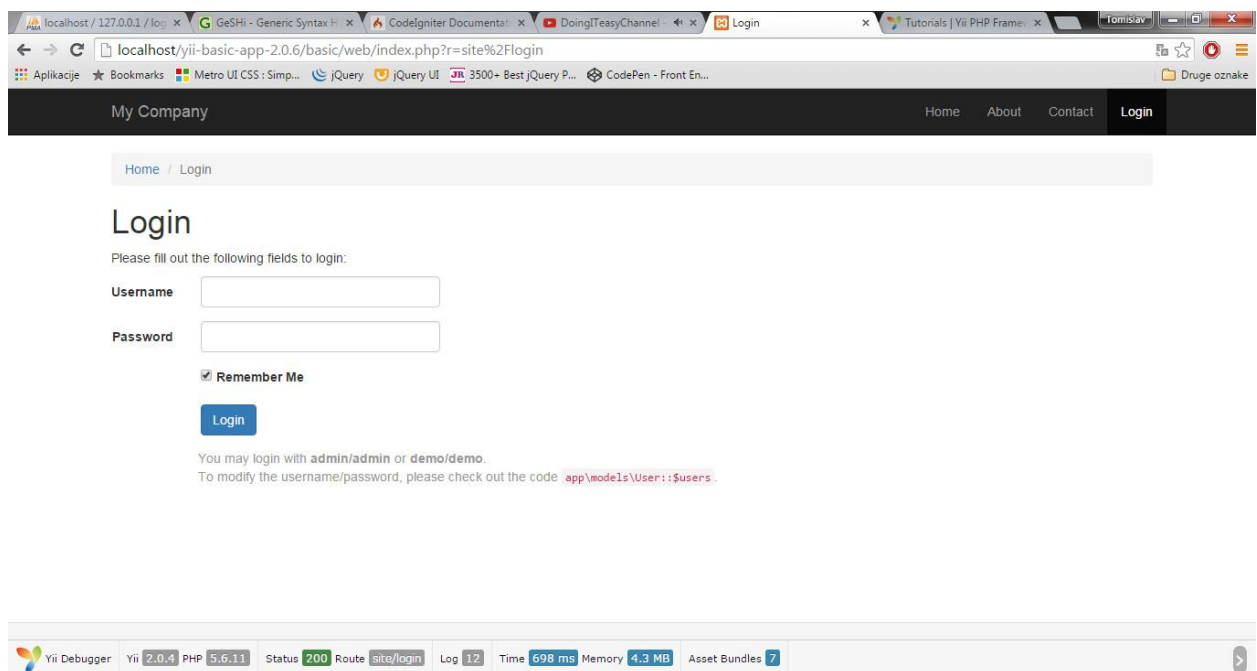 localhost / 127.0.0.1 / log
GeSHi - Generic Syntax H
CodeIgniter Documentat
DoingITeasyChannel -
Login
Tutorials | Yii PHP Framew
Tomislav
localhost/yii-basic-app-2.0.6/basic/web/index.php?r=site%2Flogin
Aplikacije Bookmarks Metro UI CSS : Simp... jQuery jQuery UI JR 3500+ Best jQuery P... CodePen - Front En... Druge oznake
My Company Home About Contact Login
Home / Login
Login
Please fill out the following fields to login:
Username
Password
Remember Me
Login
You may login with admin/admin or demo/demo.
To modify the username/password, please check out the code app\models\User::$users.
Yii Debugger Yii 2.0.4 PHP 5.6.11 Status 200 Route site/login Log 12 Time 698 ms Memory 4.3 MB Asset Bundles 7